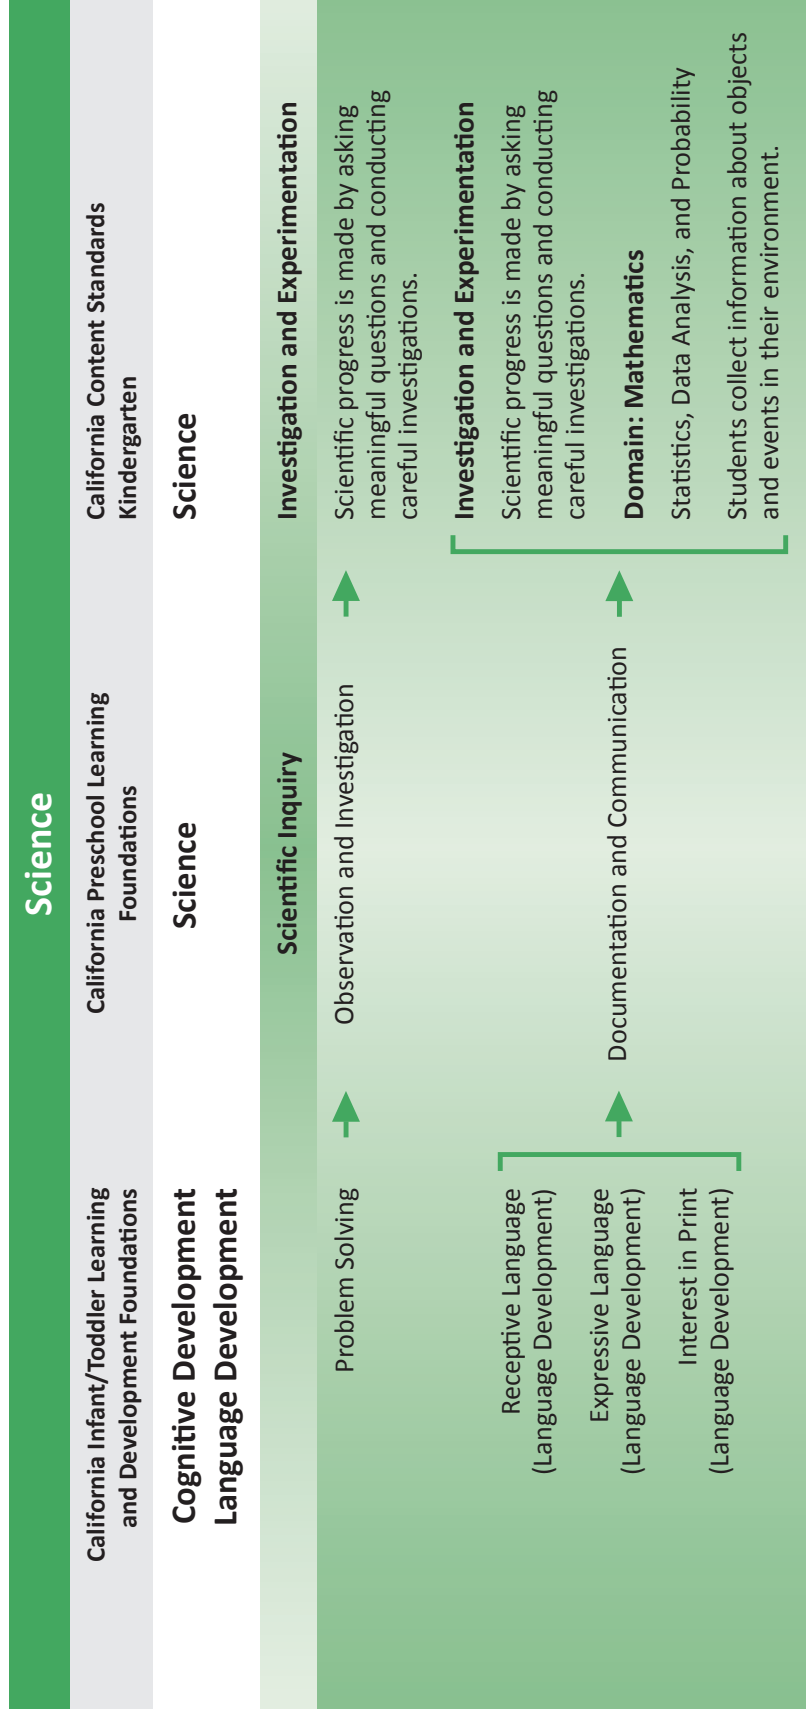 Science
California Infant/Toddler Learning
and Development Foundations
California Preschool Learning
Foundations
California Content Standards
Kindergarten
Cognitive Development
Language Development
Science
Science
Scientific Inquiry
Investigation and Experimentation
Problem Solving
Observation and Investigation
Scientific progress is made by asking
meaningful questions and conducting
careful investigations.
Receptive Language
(Language Development)
Expressive Language
(Language Development)
Interest in Print
(Language Development)
Documentation and Communication
Investigation and Experimentation
Scientific progress is made by asking
meaningful questions and conducting
careful investigations.
Domain: Mathematics
Statistics, Data Analysis, and Probability
Students collect information about objects
and events in their environment.